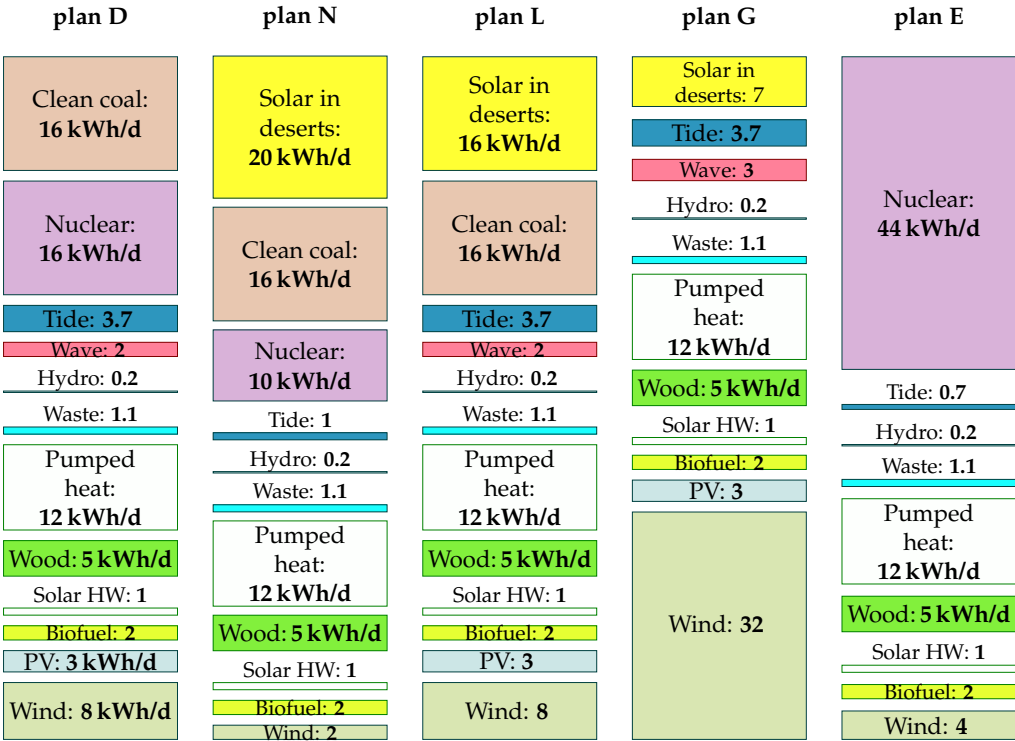 plan D
Clean coal:
16 kWh/d
Nuclear:
16 kWh/d
Tide: 3.7
Wave: 2
Hydro: 0.2
Waste: 1.1
Pumped
heat:
12 kWh/d
Wood: 5 kWh/d
Solar HW: 1
Biofuel: 2
PV: 3 kWh/d
Wind: 8 kWh/d
plan N
Solar in
deserts:
20 kWh/d
Clean coal:
16 kWh/d
Nuclear:
10 kWh/d
Tide: 1
Hydro: 0.2
Waste: 1.1
Pumped
heat:
12 kWh/d
Wood: 5 kWh/d
Solar HW: 1
Biofuel: 2
Wind: 2
plan L
Solar in
deserts:
16 kWh/d
Clean coal:
16 kWh/d
Tide: 3.7
Wave: 2
Hydro: 0.2
Waste: 1.1
Pumped
heat:
12 kWh/d
Wood: 5 kWh/d
Solar HW: 1
Biofuel: 2
PV: 3
Wind: 8
plan G
Solar in
deserts: 7
Tide: 3.7
Wave: 3
Hydro: 0.2
Waste: 1.1
Pumped
heat:
12 kWh/d
Wood: 5 kWh/d
Solar HW: 1
Biofuel: 2
PV: 3
Wind: 32
plan E
Nuclear:
44 kWh/d
Tide: 0.7
Hydro: 0.2
Waste: 1.1
Pumped
heat:
12 kWh/d
Wood: 5 kWh/d
Solar HW: 1
Biofuel: 2
Wind: 4